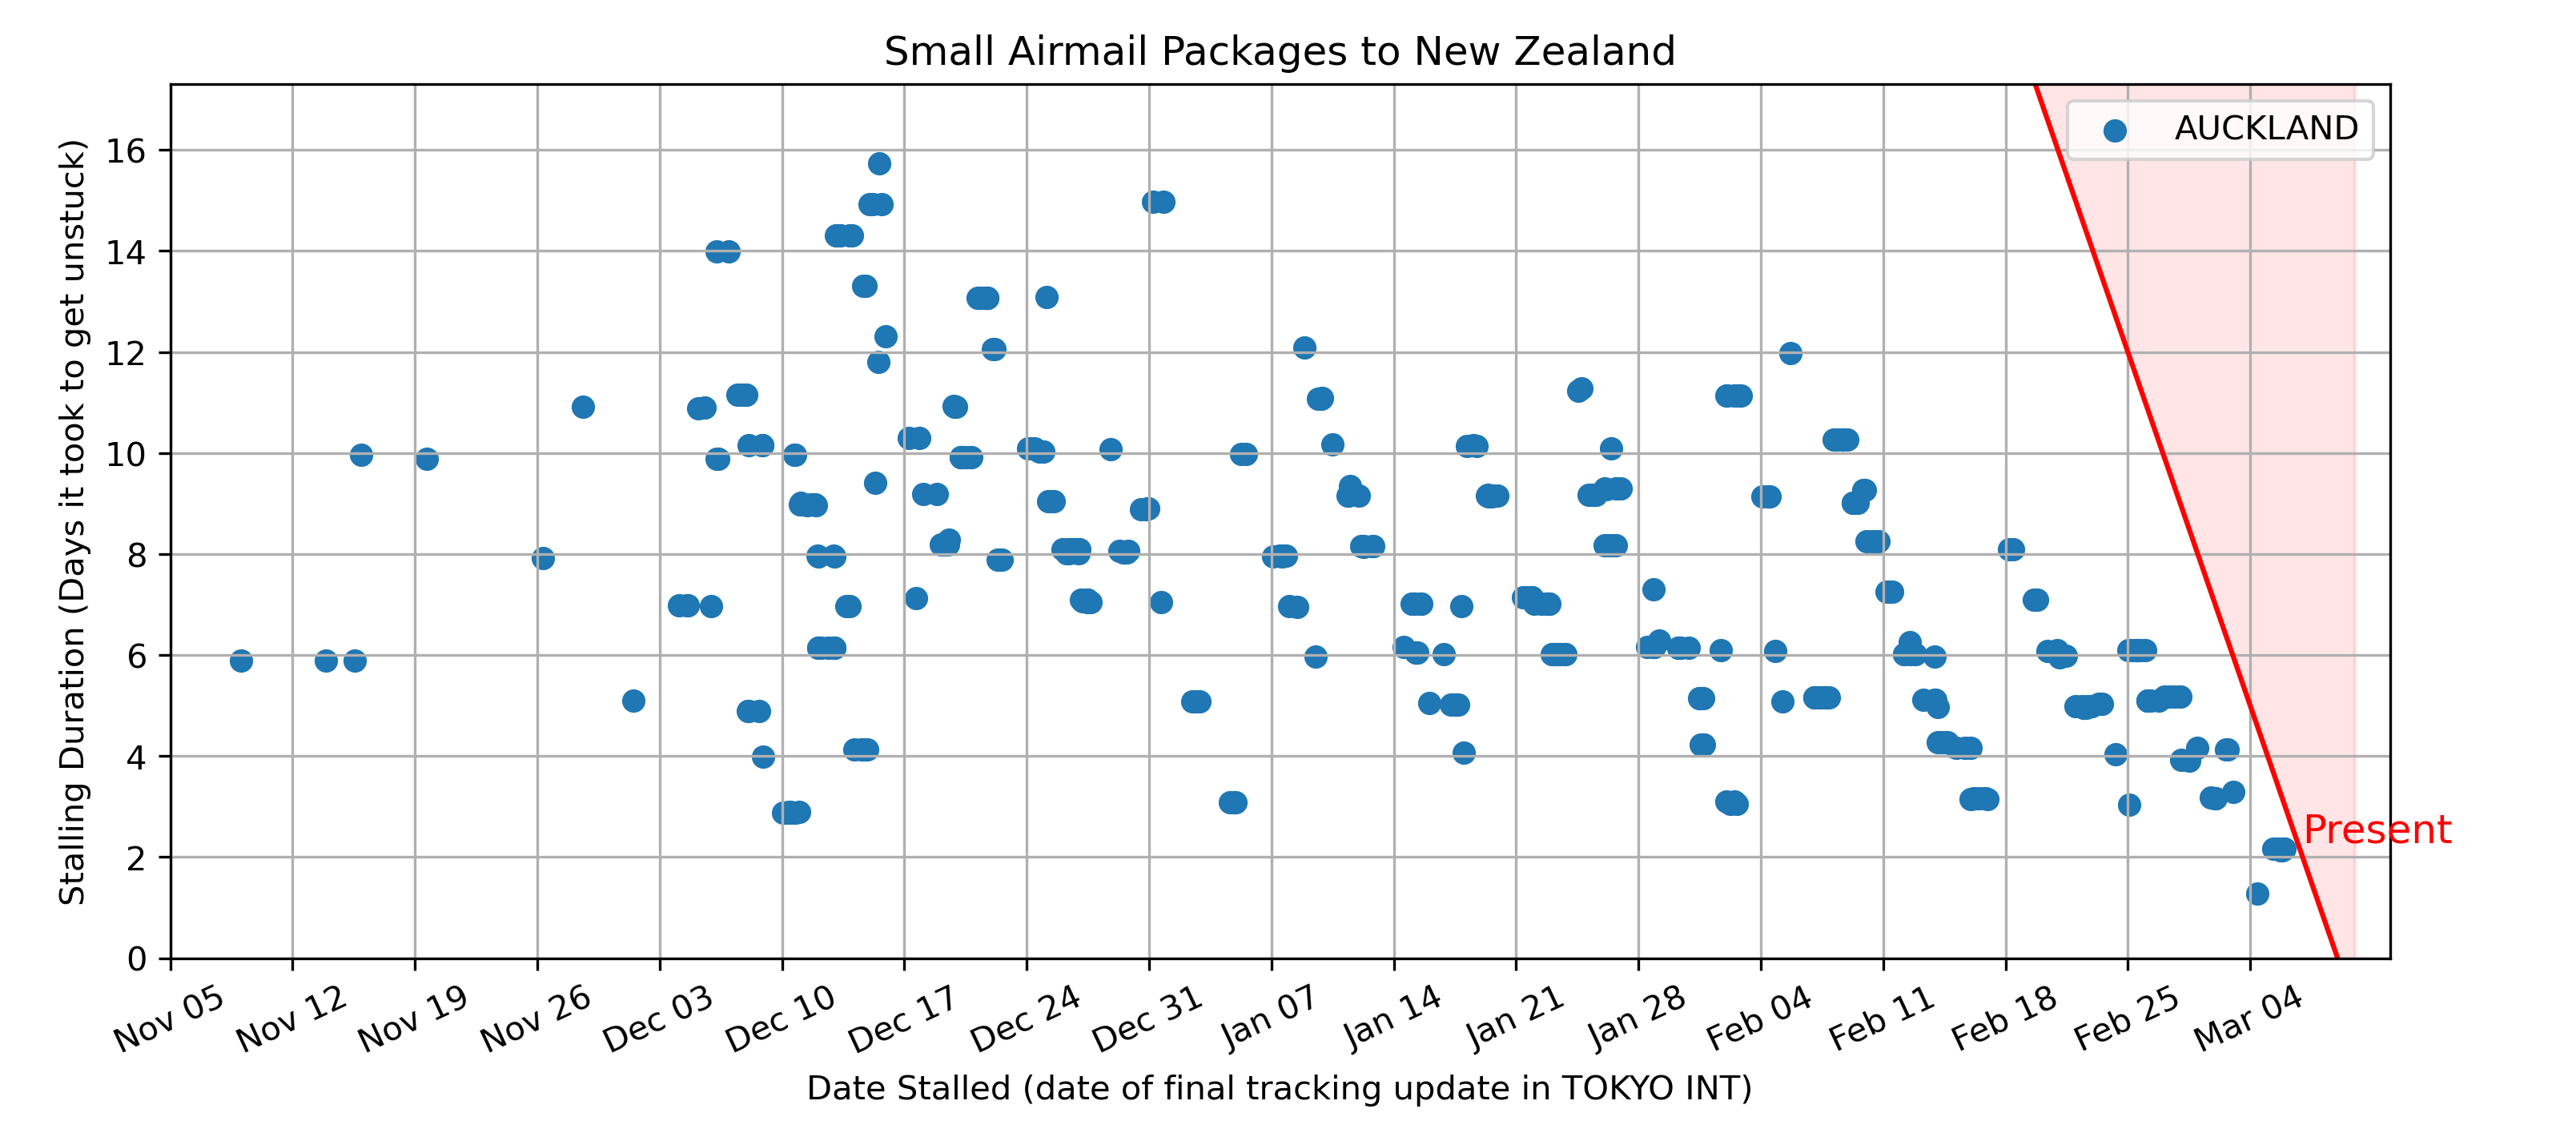 Small Airmail Packages to New Zealand
AUCKLAND
Stalling Duration (Days it took to get unstuck)
16
14
12
10
8
6
4
2
0
Present
Nov 05
Nov 12
Nov 19
Nov 26
Dec 03
Dec 10
Dec 17
Dec 24
Dec 31
Jan 07
Jan 14
Jan 21
Jan 28
Feb 04
Feb 11
Feb 18
Feb 25
Mar 04
Date Stalled (date of final tracking update in TOKYO INT)